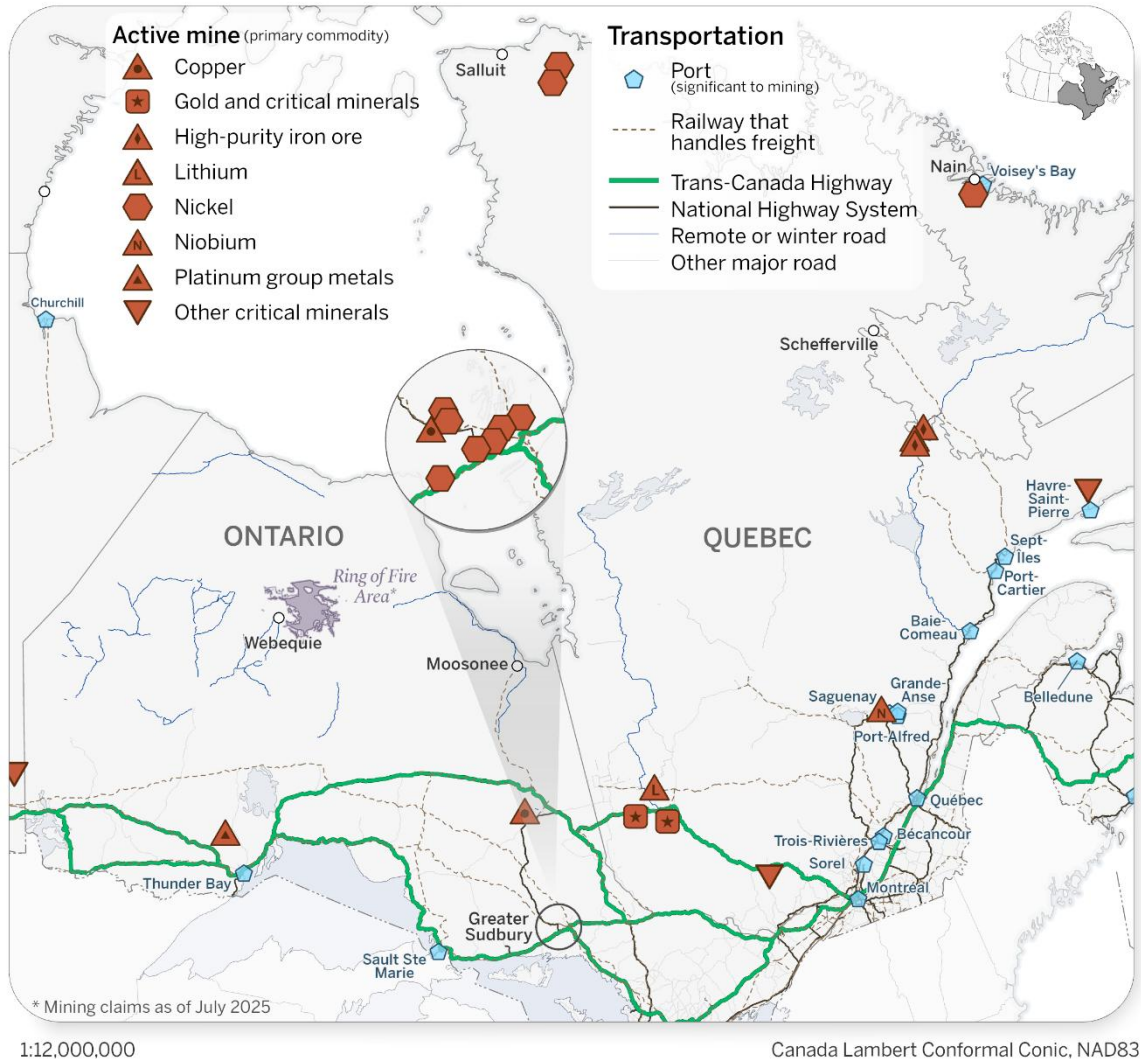 Active mine (primary commodity)
Copper
Gold and critical minerals
High-purity iron ore
Lithium
L
Nickel
Niobium
N
Platinum group metals
Other critical minerals
Transportation
Port
(significant to mining)
Railway that
handles freight
Trans-Canada Highway
National Highway System
Remote or winter road
Other major road
Salluit
Nain
Voisey's Bay
Churchill
Schefferville
ONTARIO
QUEBEC
Havre-
Saint-
Pierre
Sept-
Îles
Port-
Cartier
Ring of Fire
Area*
Webequie
Baie-
Comeau
Moosonee
Saguenay
Grande-
Anse
N
Port-Alfred
Belledune
L
Québec
Trois-Rivières
Bécancour
Sorel
Montréal
Thunder Bay
Greater
Sudbury
Sault Ste
Marie
* Mining claims as of July 2025
1:12,000,000
Canada Lambert Conformal Conic, NAD83